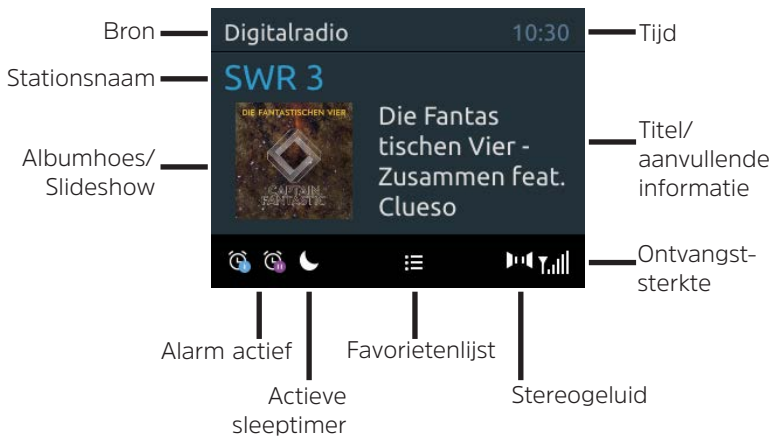 Bron
Digitalradio
10:30
Tijd
Stationsnaam
SWR 3
DIE FANTASTISCHEN VIER
CAPTAIN
FANTASTIC
Albumhoes/
Slideshow
Die Fantas
tischen Vier -
Zusammen feat.
Clueso
Titel/
aanvullende
informatie
Ontvangst-
sterkte
Alarm actief
Favorietenlijst
Actieve
sleeptimer
Stereogeluid